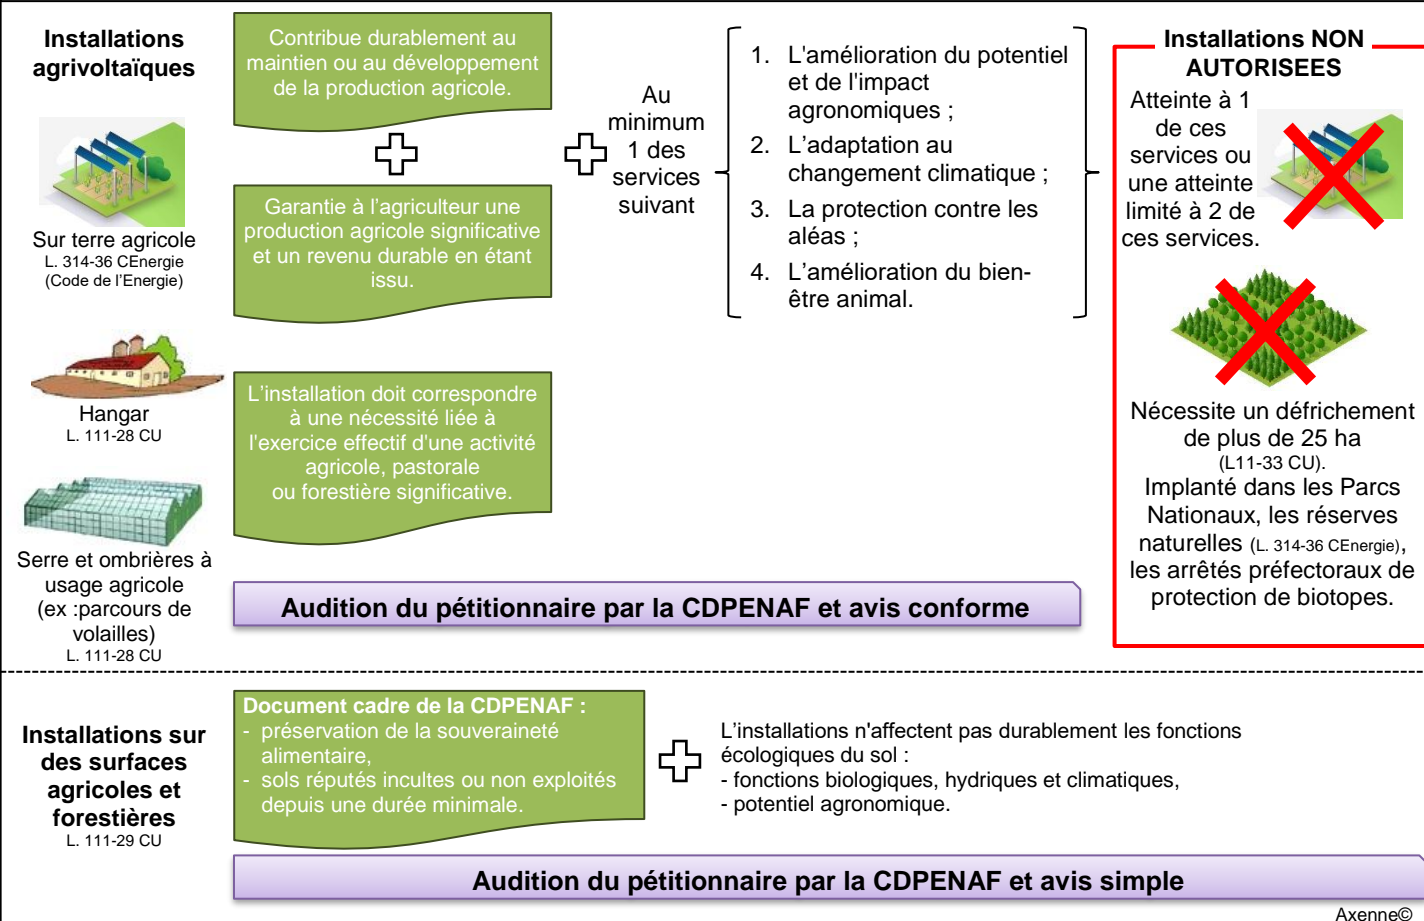 Installations
agrivoltaïques
Sur terre agricole
L. 314-36 CEnergie
(Code de l'Energie)
Contribue durablement au
maintien ou au développement
de la production agricole.
Garantie à l'agriculteur une
production agricole significative
et un revenu durable en étant
issu.
Au
minimum
1 des
services
suivant
1. L'amélioration du potentiel
et de l'impact
agronomiques ;
2. L'adaptation au
changement climatique ;
3. La protection contre les
aléas ;
4. L'amélioration du bien-
être animal.
Installations NON
AUTORISEES
Atteinte à 1
de ces
services ou
une atteinte
limité à 2 de
ces services.
Nécessite un défrichement
de plus de 25 ha
(L11-33 CU).
Implanté dans les Parcs
Nationaux, les réserves
naturelles (L. 314-36 CEnergie),
les arrêtés préfectoraux de
protection de biotopes.
Hangar
L. 111-28 CU
Serre et ombrières à
usage agricole
(ex :parcours de
volailles)
L. 111-28 CU
L'installation doit correspondre
à une nécessité liée à
l'exercice effectif d'une activité
agricole, pastorale
ou forestière significative.
Audition du pétitionnaire par la CDPENAF et avis conforme
Installations sur
des surfaces
agricoles et
forestières
L. 111-29 CU
Document cadre de la CDPENAF :
- préservation de la souveraineté
alimentaire,
- sols réputés incultes ou non exploités
depuis une durée minimale.
L'installations n'affectent pas durablement les fonctions
écologiques du sol :
- fonctions biologiques, hydriques et climatiques,
- potentiel agronomique.
Audition du pétitionnaire par la CDPENAF et avis simple
Axenne©